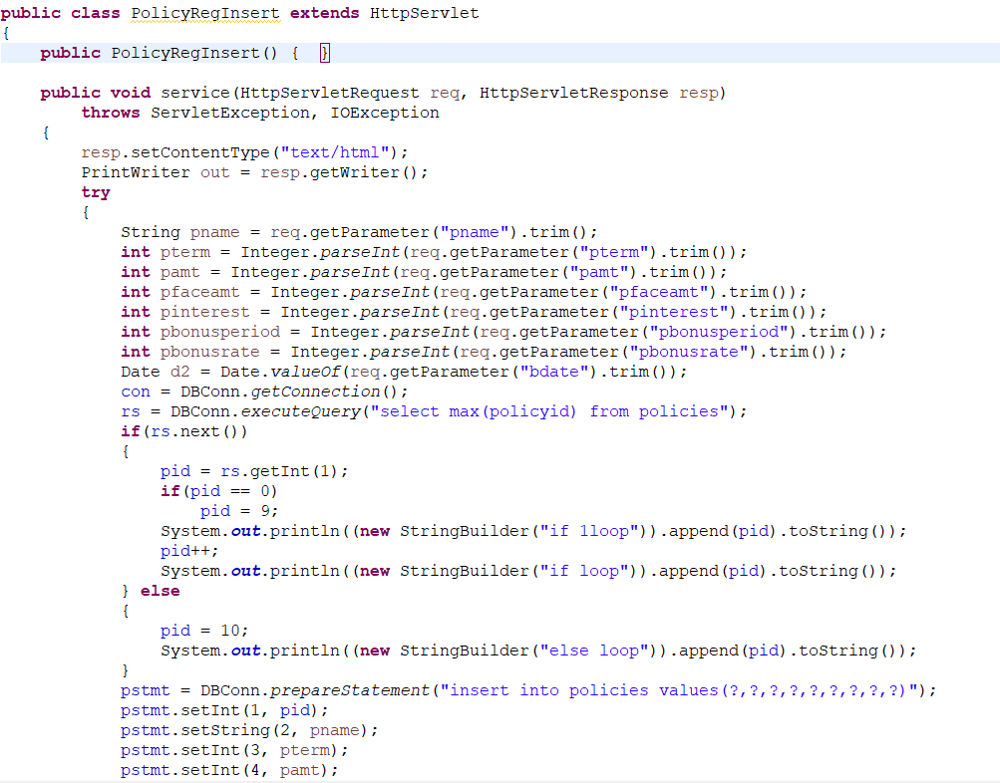 public class PolicyRegInsert extends HttpServlet
{
    public PolicyRegInsert() {  }
    public void service(HttpServletRequest req, HttpServletResponse resp)
        throws ServletException, IOException
    {
        resp.setContentType("text/html");
        PrintWriter out = resp.getWriter();
        try
        {
            String pname = req.getParameter("pname").trim();
            int pterm = Integer.parseInt(req.getParameter("pterm").trim());
            int pamt = Integer.parseInt(req.getParameter("pamt").trim());
            int pfaceamt = Integer.parseInt(req.getParameter("pfaceamt").trim());
            int pinterest = Integer.parseInt(req.getParameter("pinterest").trim());
            int pbonusperiod = Integer.parseInt(req.getParameter("pbonusperiod").trim());
            int pbonusrate = Integer.parseInt(req.getParameter("pbonusrate").trim());
            Date d2 = Date.valueOf(req.getParameter("bdate").trim());
            con = DBConn.getConnection();
            rs = DBConn.executeQuery("select max(policyid) from policies");
            if(rs.next())
            {
                pid = rs.getInt(1);
                if(pid == 0)
                    pid = 9;
                System.out.println((new StringBuilder("if 1loop")).append(pid).toString());
                pid++;
                System.out.println((new StringBuilder("if loop")).append(pid).toString());
            } else
            {
                pid = 10;
                System.out.println((new StringBuilder("else loop")).append(pid).toString());
            }
            pstmt = DBConn.prepareStatement("insert into policies values(?,?,?,?,?,?,?,?,?)");
            pstmt.setInt(1, pid);
            pstmt.setString(2, pname);
            pstmt.setInt(3, pterm);
            pstmt.setInt(4, pamt);